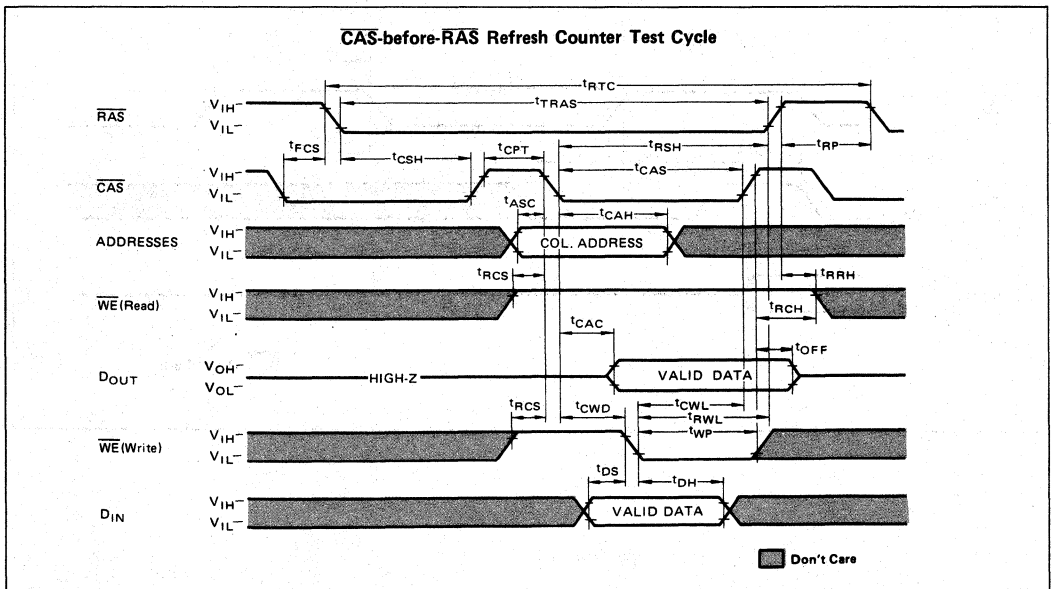 CAS-before-RAS Refresh Counter Test Cycle
tRTC
tTRAS
RAS
VIH
VIL
tFCS
tCSH
tCPT
tRSH
tRP
CAS
VIH
VIL
tCAS
tASC
tCAH
ADDRESSES
VIH
VIL
COL. ADDRESS
tRCS
tRRH
WE (Read)
VIH
VIL
tRCH
tCAC
tOFF
DOUT
VOH
VOL
HIGH-Z
VALID DATA
tRCS
tCWD
tCWL
tRWL
tWP
WE (Write)
VIH
VIL
tDS
tDH
DIN
VIH
VIL
VALID DATA
Don't Care